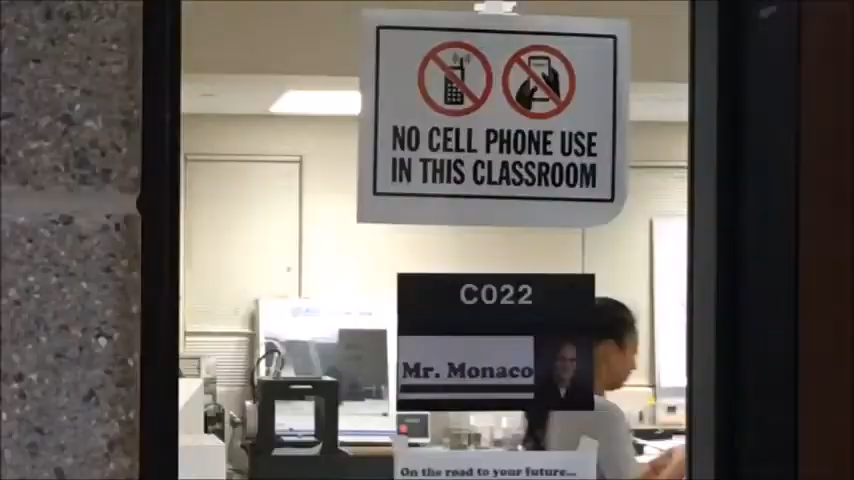 NO CELL PHONE USE
IN THIS CLASSROOM
C022
Mr. Monaco
On the road to your future...